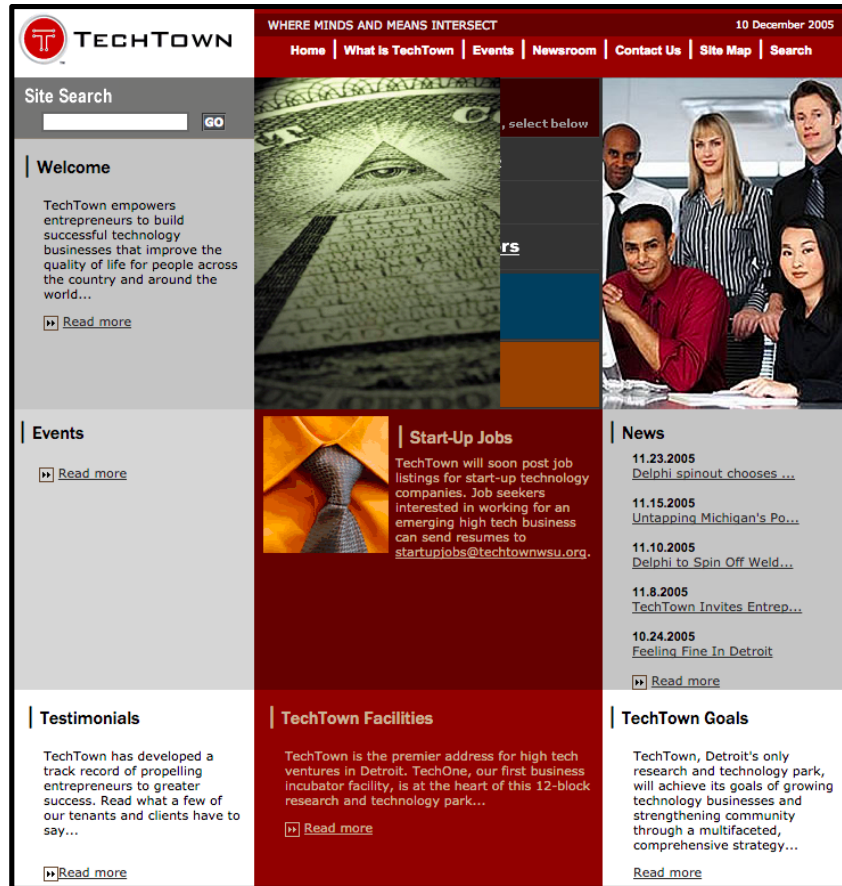 TECHTOWN
™
WHERE MINDS AND MEANS INTERSECT
10 December 2005
Home | What Is TechTown | Events | Newsroom | Contact Us | Site Map | Search
Site Search
GO
, select below
rs
Welcome
TechTown empowers
entrepreneurs to build
successful technology
businesses that improve the
quality of life for people across
the country and around the
world...
Read more
Events
Read more
Start-Up Jobs
TechTown will soon post job
listings for start-up technology
companies. Job seekers
interested in working for an
emerging high tech business
can send resumes to
startupjobs@techtownwsu.org.
News
11.23.2005
Delphi spinout chooses ...
11.15.2005
Untapping Michigan's Po...
11.10.2005
Delphi to Spin Off Weld...
11.8.2005
TechTown Invites Entrep...
10.24.2005
Feeling Fine In Detroit
Read more
Testimonials
TechTown has developed a
track record of propelling
entrepreneurs to greater
success. Read what a few of
our tenants and clients have to
say...
Read more
TechTown Facilities
TechTown is the premier address for high tech
ventures in Detroit. TechOne, our first business
incubator facility, is at the heart of this 12-block
research and technology park...
Read more
TechTown Goals
TechTown, Detroit's only
research and technology park,
will achieve its goals of growing
technology businesses and
strengthening community
through a multifaceted,
comprehensive strategy...
Read more